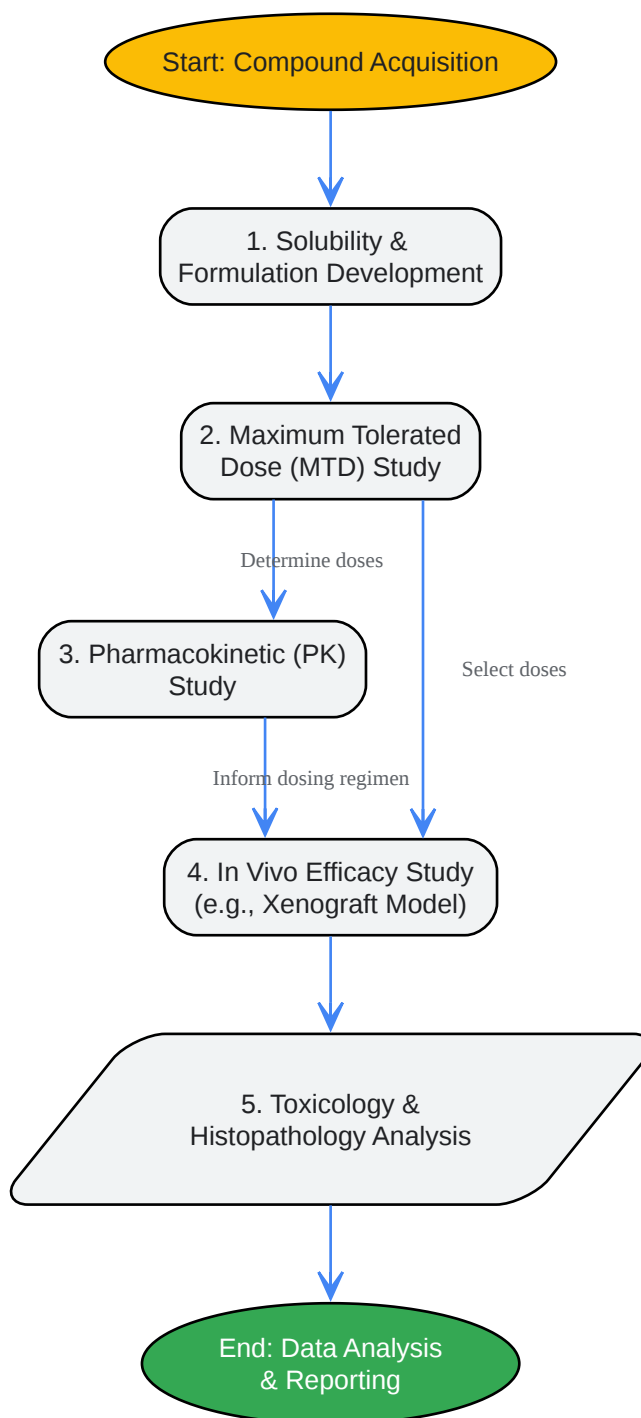 Start: Compound Acquisition
1. Solubility &
Formulation Development
2. Maximum Tolerated
Dose (MTD) Study
Determine doses
3. Pharmacokinetic (PK)
Study
Select doses
Inform dosing regimen
4. In Vivo Efficacy Study
(e.g., Xenograft Model)
5. Toxicology &
Histopathology Analysis
End: Data Analysis
& Reporting